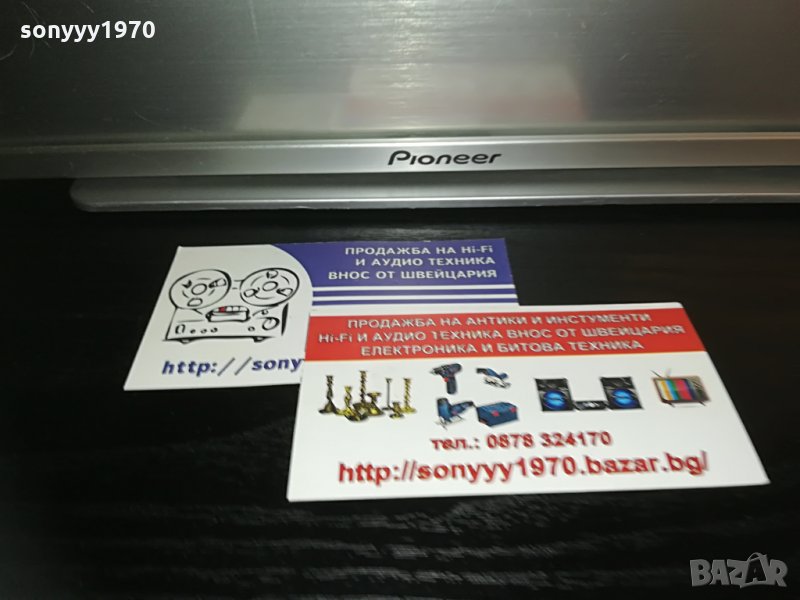 sonyyy1970
Pioneer
ПРОДАЖБА НА Hi-Fi
И АУДИО ТЕХНИКА
ВНОС ОТ ШВЕЙЦАРИЯ
http://sony
ПРОДАЖБА НА АНТИКИ И ИНСТУМЕНТИ
Hi-Fi И АУДИО ТЕХНИКА ВНОС ОТ ШВЕЙЦАРИЯ
ЕЛЕКТРОНИКА И БИТОВА ТЕХНИКА
тел.: 0878 324170
http://sonyyy1970.bazar.bg/
BAZAR